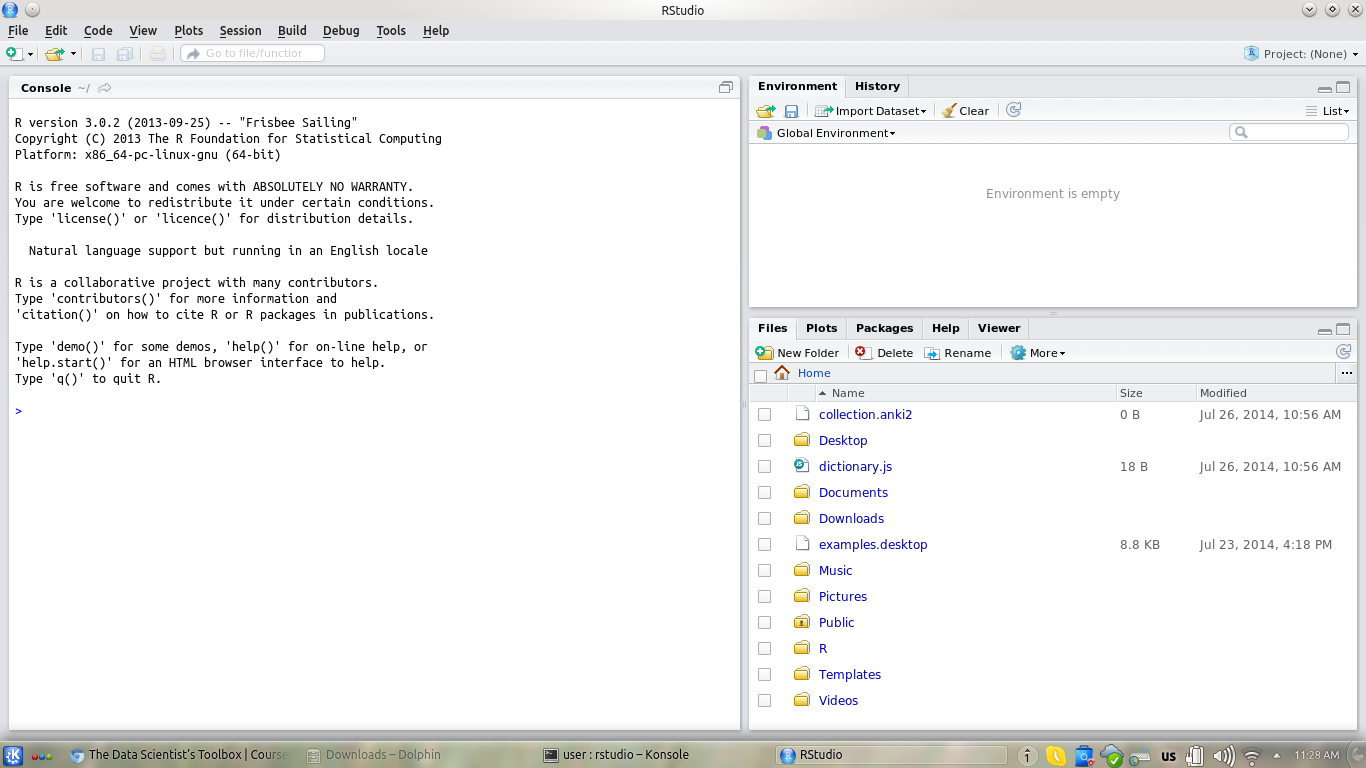 RStudio
File Edit Code View Plots Session Build Debug Tools Help
Go to file/function
Project: (None)
Console ~/
R version 3.0.2 (2013-09-25) -- "Frisbee Sailing"
Copyright (C) 2013 The R Foundation for Statistical Computing
Platform: x86_64-pc-linux-gnu (64-bit)
R is free software and comes with ABSOLUTELY NO WARRANTY.
You are welcome to redistribute it under certain conditions.
Type 'license()' or 'licence()' for distribution details.
Natural language support but running in an English locale
R is a collaborative project with many contributors.
Type 'contributors()' for more information and
'citation()' on how to cite R or R packages in publications.
Type 'demo()' for some demos, 'help()' for on-line help, or
'help.start()' for an HTML browser interface to help.
Type 'q()' to quit R.
>
Environment History
Import Dataset Clear List
Global Environment
Environment is empty
Files Plots Packages Help Viewer
New Folder Delete Rename More
Home ...
Name Size Modified
collection.anki2 0 B Jul 26, 2014, 10:56 AM
Desktop
dictionary.js 18 B Jul 26, 2014, 10:56 AM
Documents
Downloads
examples.desktop 8.8 KB Jul 23, 2014, 4:18 PM
Music
Pictures
Public
R
Templates
Videos
The Data Scientist's Toolbox | Course Downloads – Dolphin user : rstudio – Konsole RStudio us 11:28 AM